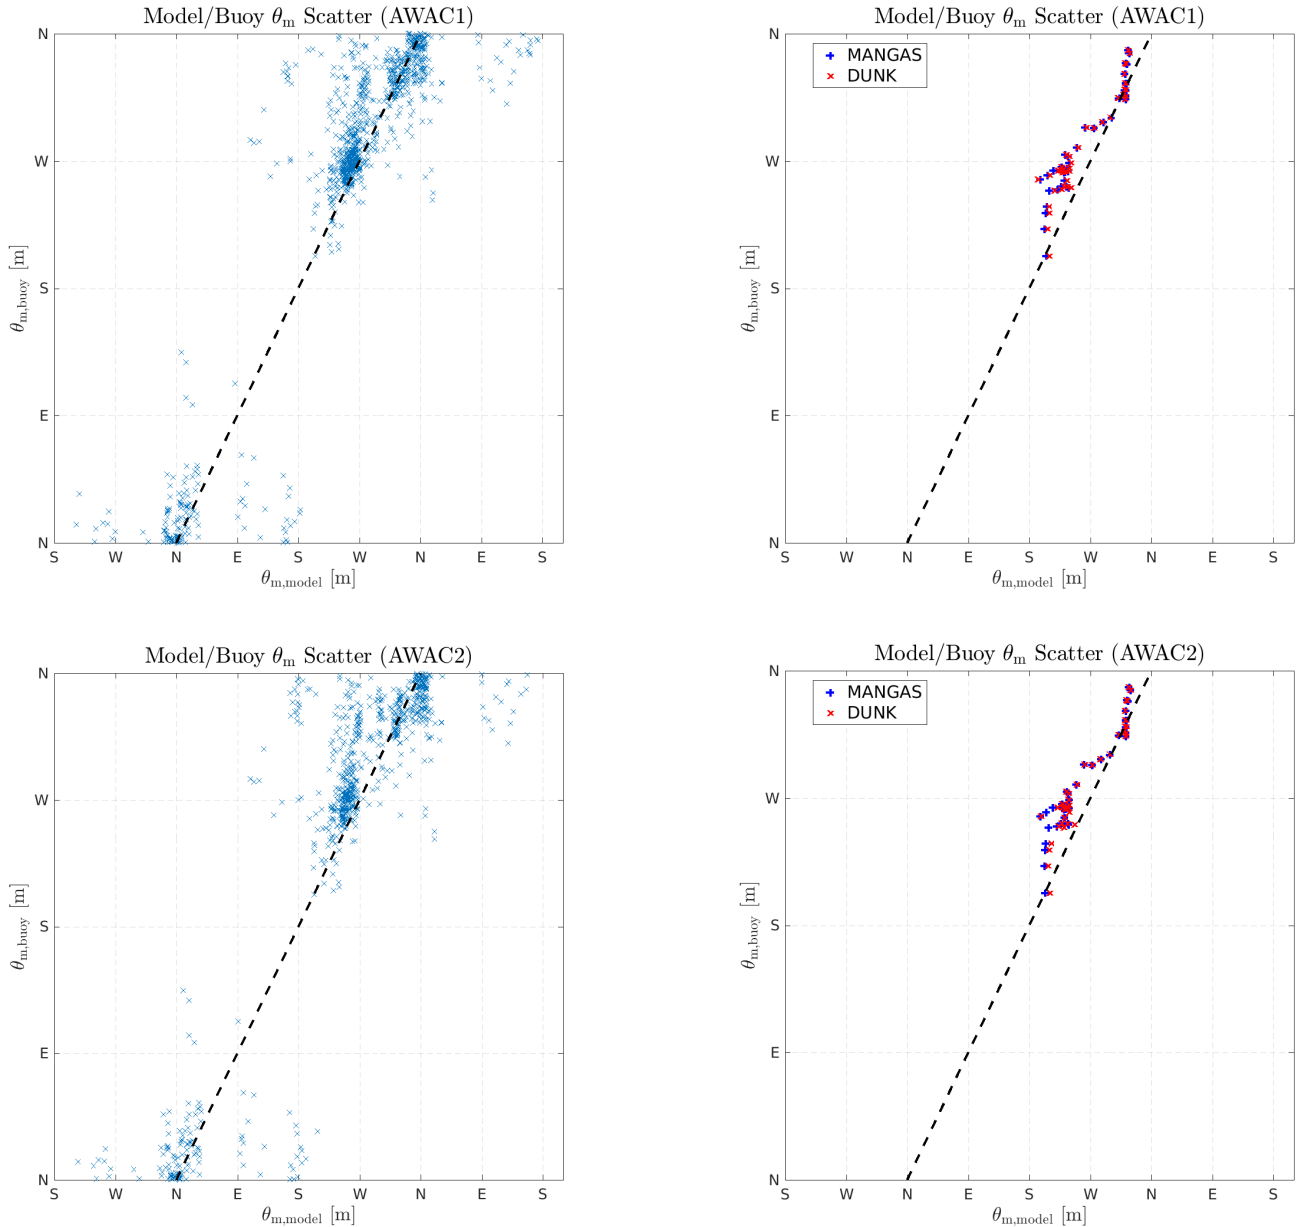 Model/Buoy θm Scatter (AWAC1)
N
W
S
E
N
θm,buoy [m]
S W N E S W N E S
θm,model [m]
Model/Buoy θm Scatter (AWAC1)
MANGAS
DUNK
N
W
S
E
N
θm,buoy [m]
S W N E S W N E S
θm,model [m]
Model/Buoy θm Scatter (AWAC2)
N
W
S
E
N
θm,buoy [m]
S W N E S W N E S
θm,model [m]
Model/Buoy θm Scatter (AWAC2)
MANGAS
DUNK
N
W
S
E
N
θm,buoy [m]
S W N E S W N E S
θm,model [m]